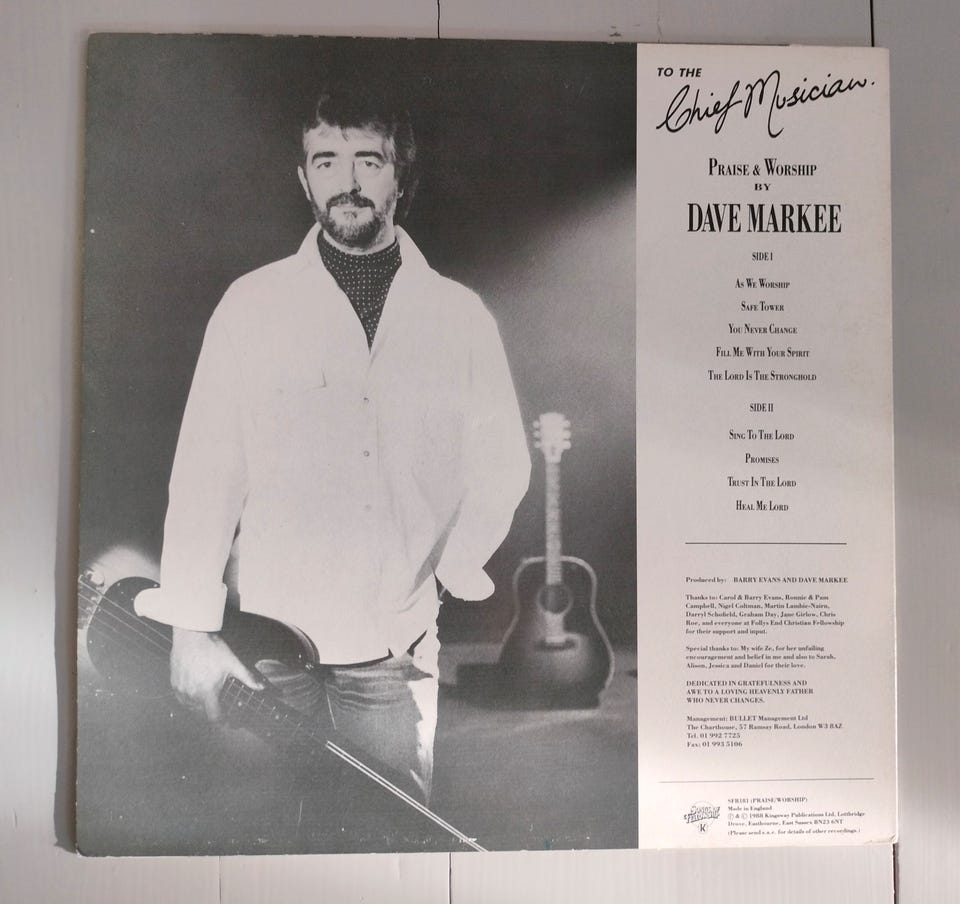 TO THE
Chief Musician.
PRAISE & WORSHIP
BY
DAVE MARKEE
SIDE I
AS WE WORSHIP
SAFE TOWER
YOU NEVER CHANGE
FILL ME WITH YOUR SPIRIT
THE LORD IS THE STRONGHOLD
SIDE II
SING TO THE LORD
PROMISES
TRUST IN THE LORD
HEAL ME LORD
Produced by: BARRY EVANS AND DAVE MARKEE
Thanks to: Carol & Barry Evans, Ronnie & Pam
Campbell, Nigel Coltman, Martin Lambie-Nairn,
Darryl Schofield, Graham Day, Jane Girlow, Chris
Roe, and everyone at Follys End Christian Fellowship
for their support and input.
Special thanks to: My wife Ze, for her unfailing
encouragement and belief in me and also to Sarah,
Alison, Jessica and Daniel for their love.
DEDICATED IN GRATEFULNESS AND
AWE TO A LOVING HEAVENLY FATHER
WHO NEVER CHANGES.
Management: BULLET Management Ltd
The Charthouse, 57 Ramsay Road, London W3 8AZ
Tel. 01 992 7725
Fax: 01 993 5106
SONGS OF
FELLOWSHIP
K
SFR181 (PRAISE/WORSHIP)
Made in England
Ⓟ & © 1988 Kingsway Publications Ltd, Lottbridge
Drove, Eastbourne, East Sussex BN23 6NT
(Please send s.a.e. for details of other recordings.)